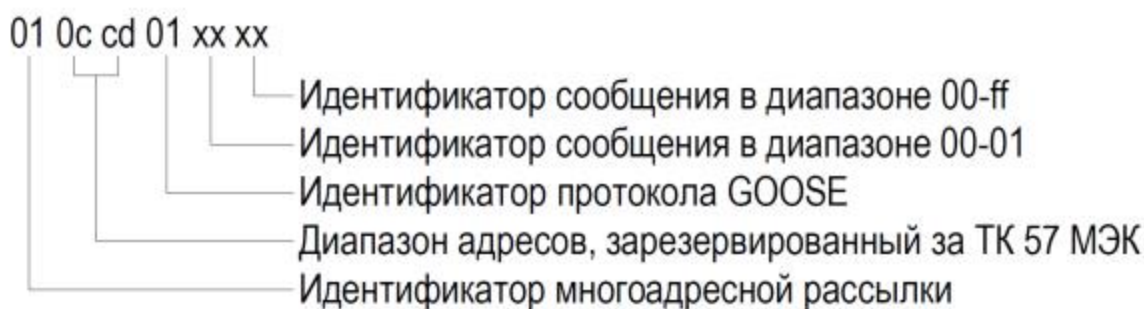 01 0c cd 01 xx xx
Идентификатор сообщения в диапазоне 00-ff
Идентификатор сообщения в диапазоне 00-01
Идентификатор протокола GOOSE
Диапазон адресов, зарезервированный за ТК 57 МЭК
Идентификатор многоадресной рассылки